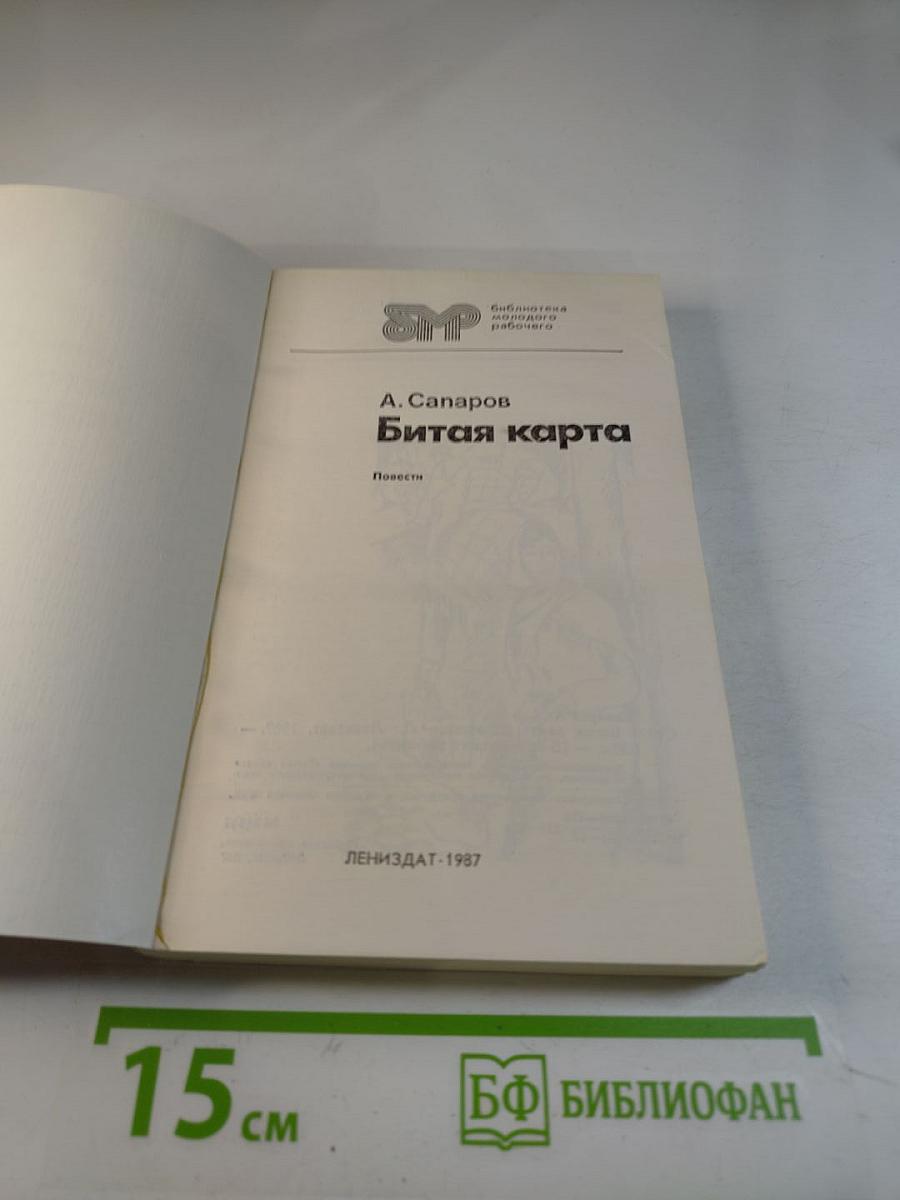 БМР
библиотека
молодого
рабочего
А. Сапаров
Битая карта
Повести
ЛЕНИЗДАТ·1987
15 см
БФ БИБЛИОФАН